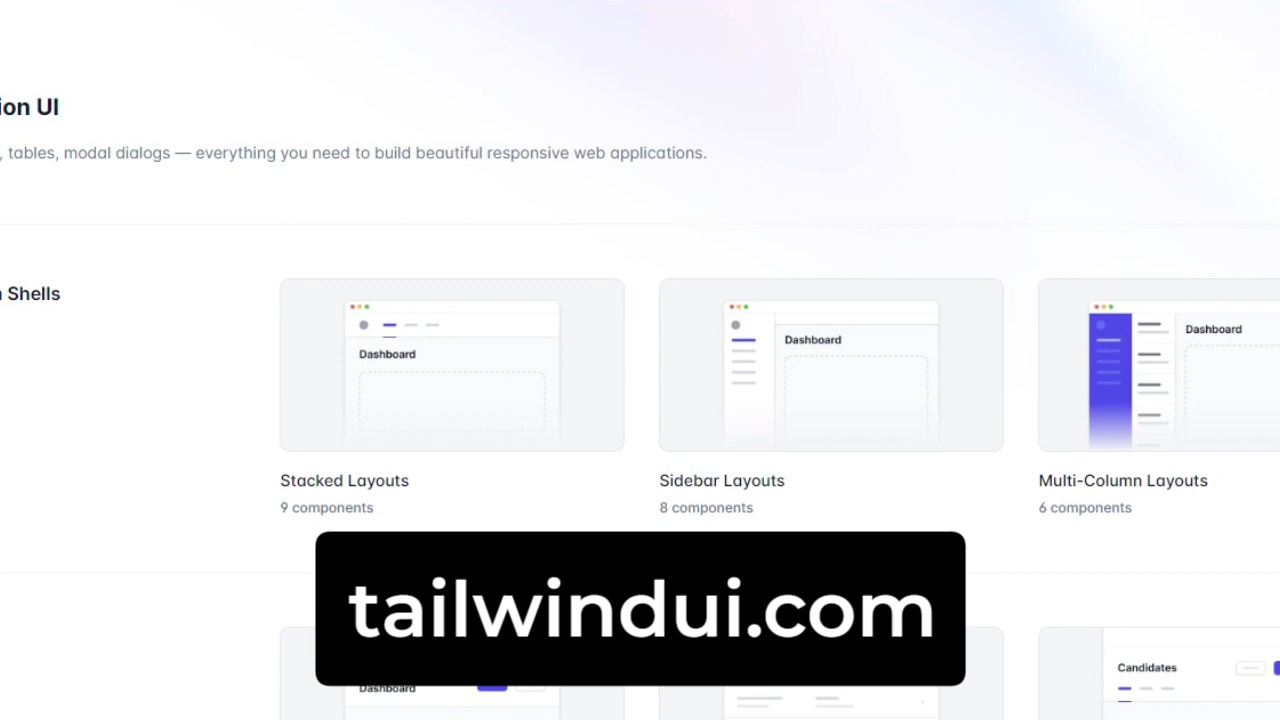 ion UI
, tables, modal dialogs — everything you need to build beautiful responsive web applications.
n Shells
Dashboard
Dashboard
Dashboard
Stacked Layouts
Sidebar Layouts
Multi-Column Layouts
9 components
8 components
6 components
tailwindui.com
Candidates
Dashboard